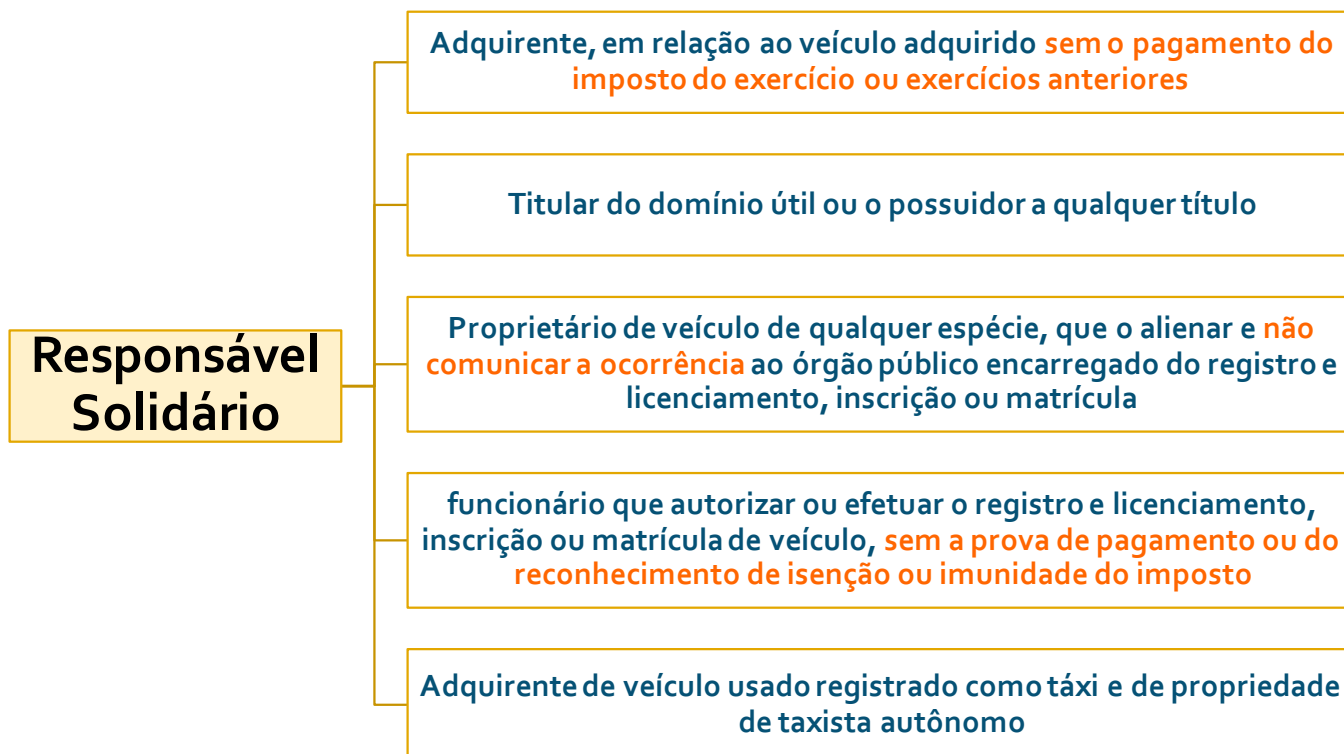 Adquirente, em relação ao veículo adquirido sem o pagamento do
imposto do exercício ou exercícios anteriores
Titular do domínio útil ou o possuidor a qualquer título
Responsável
Solidário
Proprietário de veículo de qualquer espécie, que o alienar e não
comunicar a ocorrência ao órgão público encarregado do registro e
licenciamento, inscrição ou matrícula
funcionário que autorizar ou efetuar o registro e licenciamento,
inscrição ou matrícula de veículo, sem a prova de pagamento ou do
reconhecimento de isenção ou imunidade do imposto
Adquirente de veículo usado registrado como táxi e de propriedade
de taxista autônomo